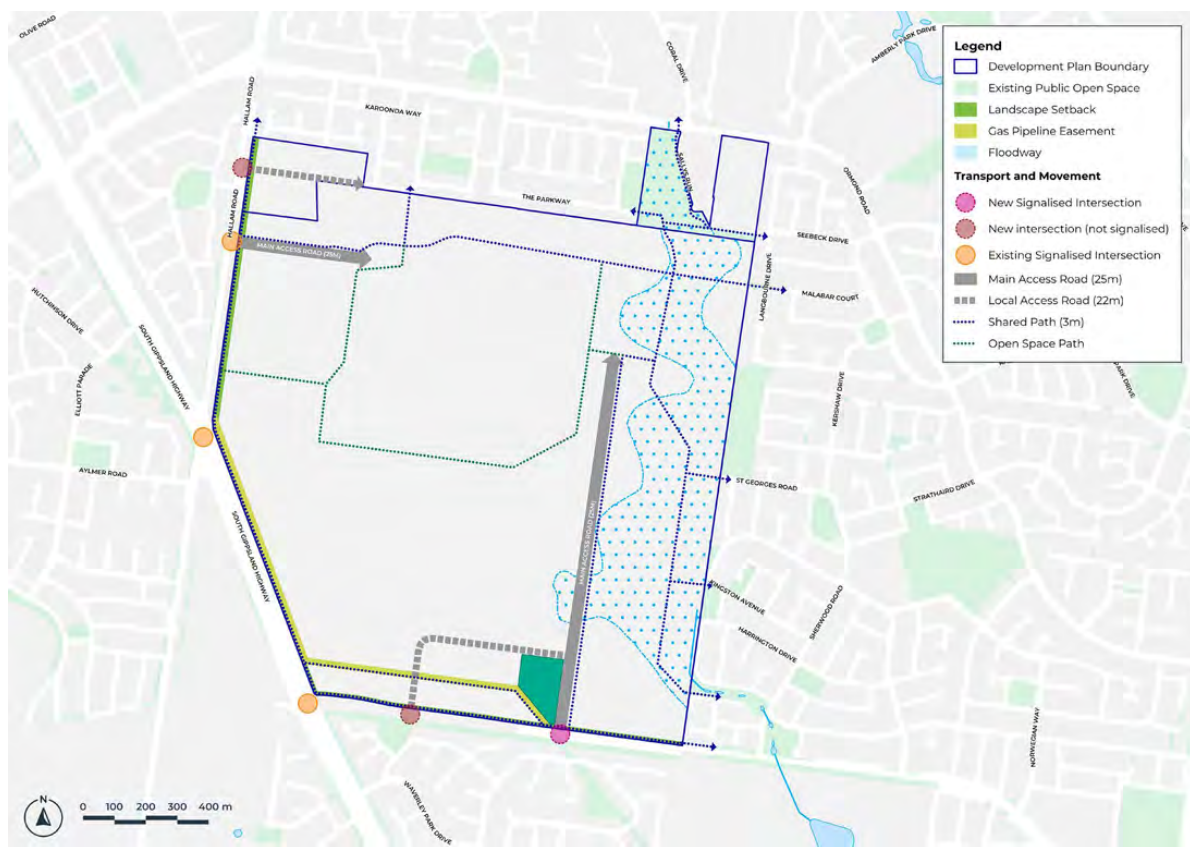 OLIVE ROAD
CORAL DRIVE
AMBERLY PARK DRIVE
HALLAM ROAD
KAROONDA WAY
ORMOND ROAD
THE PARKWAY
HALLAM ROAD
SEEBECK DRIVE
MAIN ACCESS ROAD (25M)
LANGBOURNE DRIVE
MALABAR COURT
HUTCHINSON DRIVE
SOUTH GIPPSLAND HIGHWAY
ELLIOTT PARADE
KERSHAW DRIVE
PARK DRIVE
AYLMER ROAD
ST GEORGES ROAD
STRATHAIRD DRIVE
SOUTH GIPPSLAND HIGHWAY
MAIN ACCESS ROAD (25M)
KINGSTON AVENUE
SHERWOOD ROAD
HARRINGTON DRIVE
NORWEGIAN WAY
WAVERLEY PARK DRIVE
Legend
Development Plan Boundary
Existing Public Open Space
Landscape Setback
Gas Pipeline Easement
Floodway
Transport and Movement
New Signalised Intersection
New intersection (not signalised)
Existing Signalised Intersection
Main Access Road (25m)
Local Access Road (22m)
Shared Path (3m)
Open Space Path
N
0 100 200 300 400 m